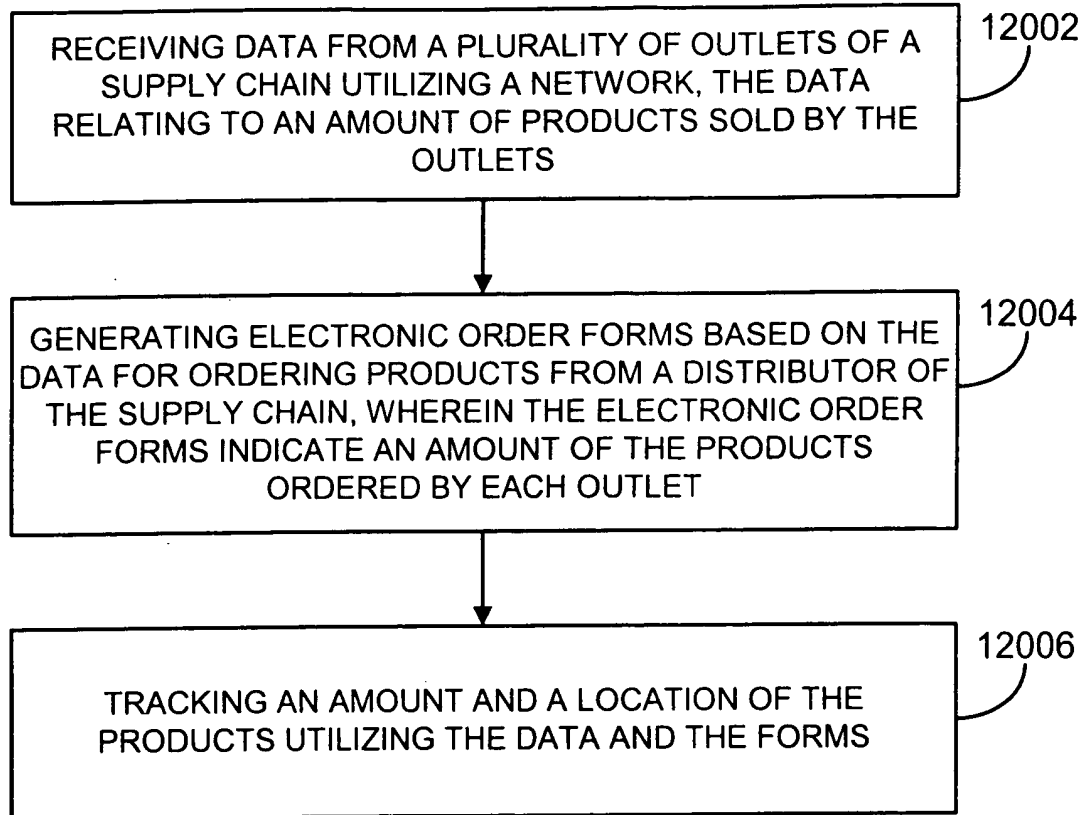 RECEIVING DATA FROM A PLURALITY OF OUTLETS OF A
SUPPLY CHAIN UTILIZING A NETWORK, THE DATA
RELATING TO AN AMOUNT OF PRODUCTS SOLD BY THE
OUTLETS
12002
GENERATING ELECTRONIC ORDER FORMS BASED ON THE
DATA FOR ORDERING PRODUCTS FROM A DISTRIBUTOR OF
THE SUPPLY CHAIN, WHEREIN THE ELECTRONIC ORDER
FORMS INDICATE AN AMOUNT OF THE PRODUCTS
ORDERED BY EACH OUTLET
12004
TRACKING AN AMOUNT AND A LOCATION OF THE
PRODUCTS UTILIZING THE DATA AND THE FORMS
12006